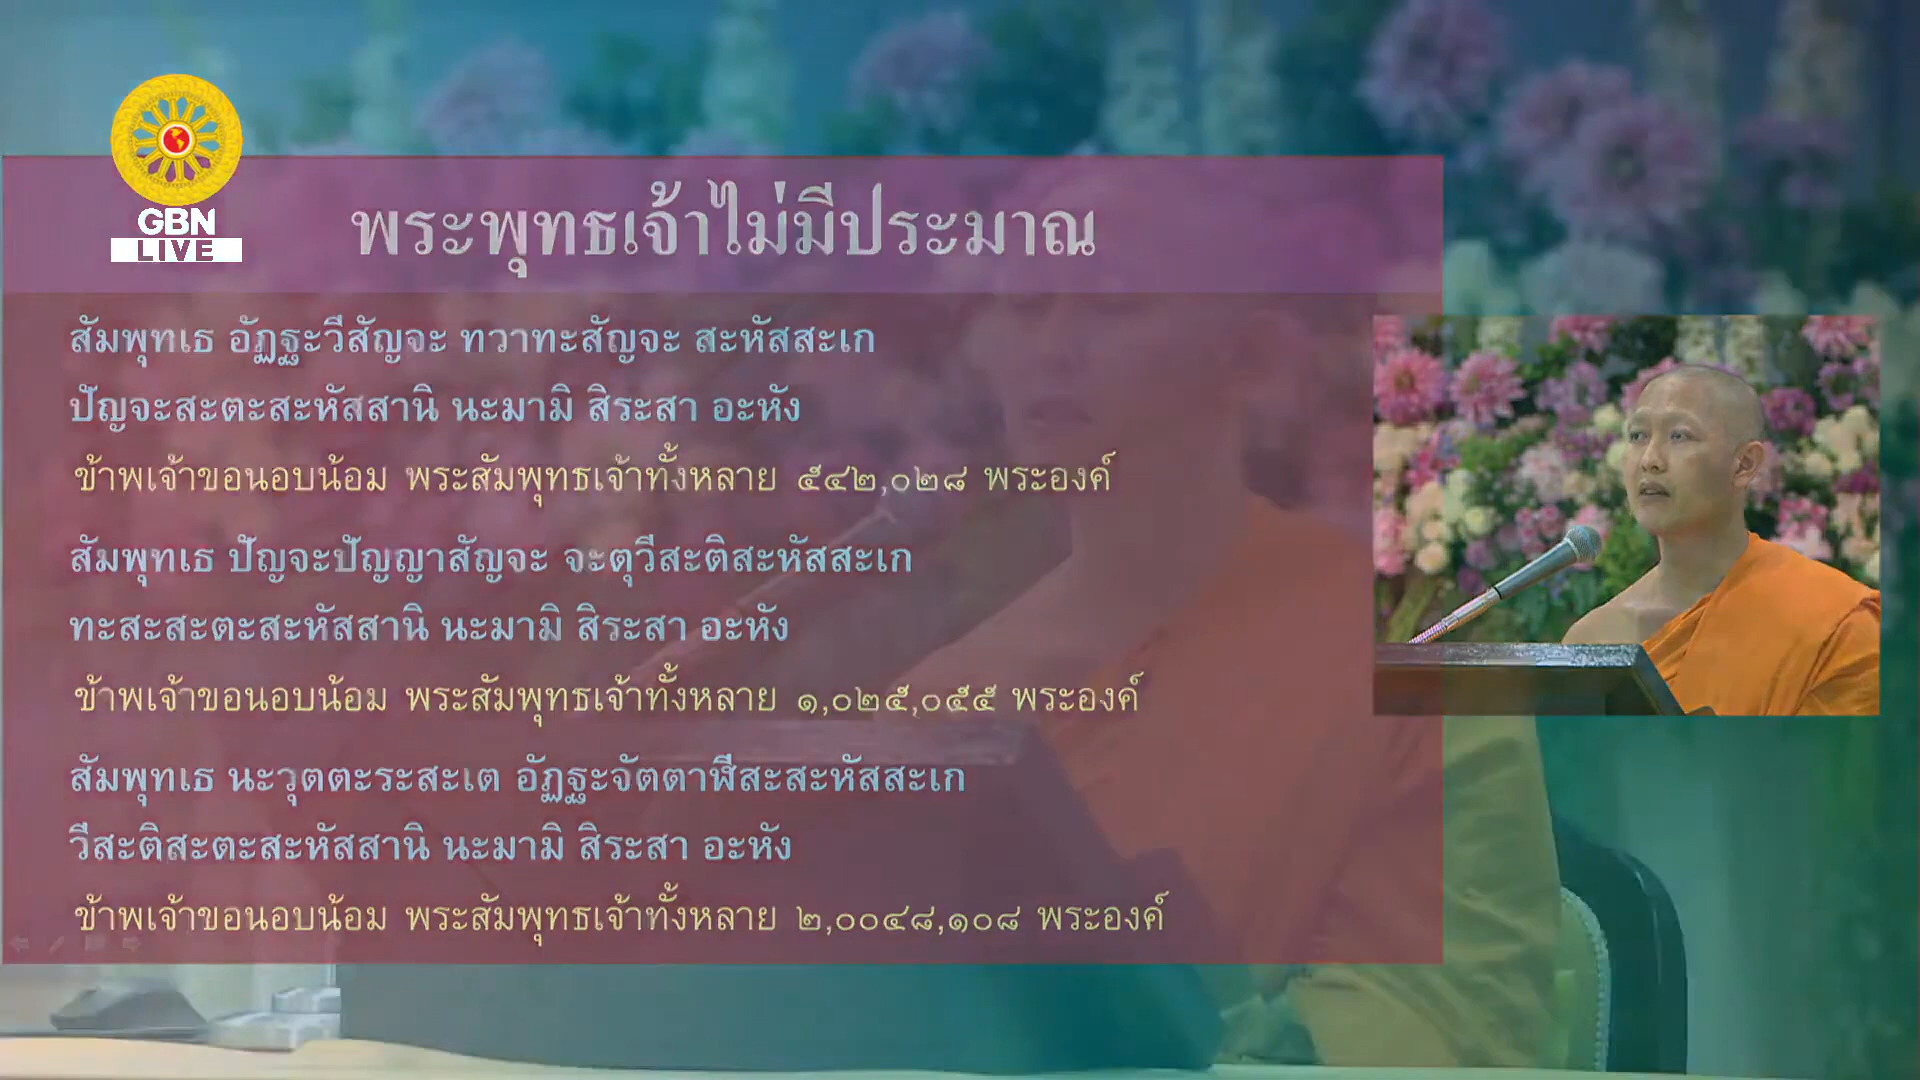 GBN
LIVE
พระพุทธเจ้าไม่มีประมาณ
สัมพุทเธ อัฏฐะวีสัญจะ ทวาทะสัญจะ สะหัสสะเก
ปัญจะสะตะสะหัสสานิ นะมามิ สิระสา อะหัง
ข้าพเจ้าขอนอบน้อม พระสัมพุทธเจ้าทั้งหลาย ๕๔๒,๐๒๘ พระองค์
สัมพุทเธ ปัญจะปัญญาสัญจะ จะตุวีสะติสะหัสสะเก
ทะสะสะตะสะหัสสานิ นะมามิ สิระสา อะหัง
ข้าพเจ้าขอนอบน้อม พระสัมพุทธเจ้าทั้งหลาย ๑,๐๒๕,๐๕๕ พระองค์
สัมพุทเธ นะวุตตะระสะเต อัฏฐะจัตตาฬีสะสะหัสสะเก
วีสะติสะตะสะหัสสานิ นะมามิ สิระสา อะหัง
ข้าพเจ้าขอนอบน้อม พระสัมพุทธเจ้าทั้งหลาย ๒,๐๐๔๘,๑๐๘ พระองค์